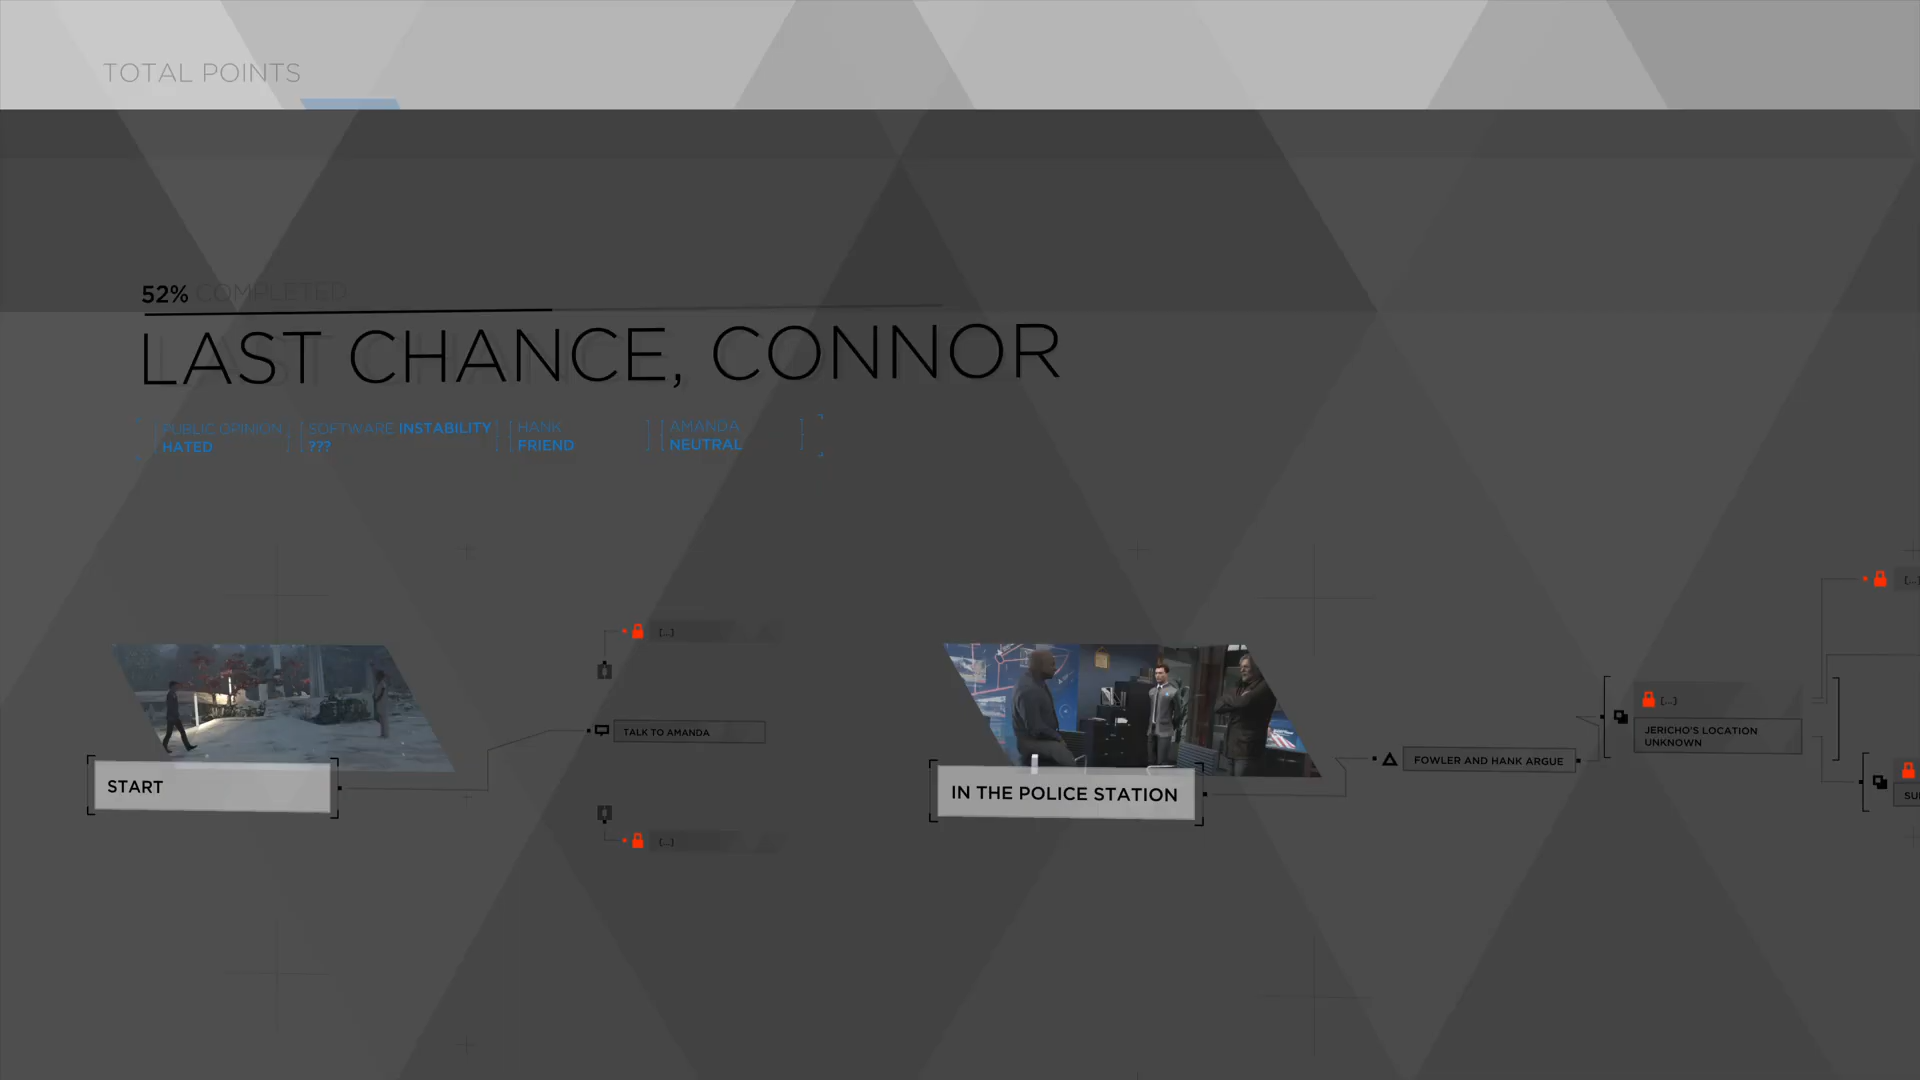 TOTAL POINTS
52% COMPLETED
LAST CHANCE, CONNOR
PUBLIC OPINION
HATED
SOFTWARE INSTABILITY
???
HANK
FRIEND
AMANDA
NEUTRAL
[...]
TALK TO AMANDA
START
[...]
IN THE POLICE STATION
FOWLER AND HANK ARGUE
[...]
JERICHO'S LOCATION
UNKNOWN